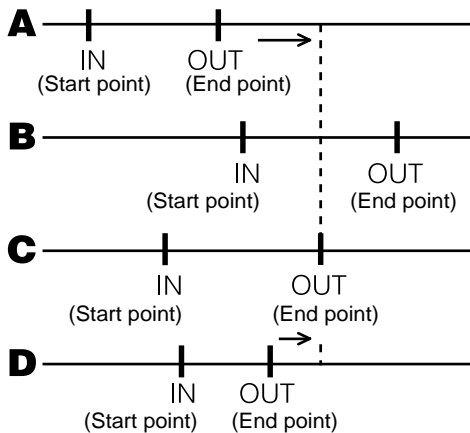 A
IN OUT
(Start point) (End point)
B
IN OUT
(Start point) (End point)
C
IN OUT
(Start point) (End point)
D
IN OUT
(Start point) (End point)